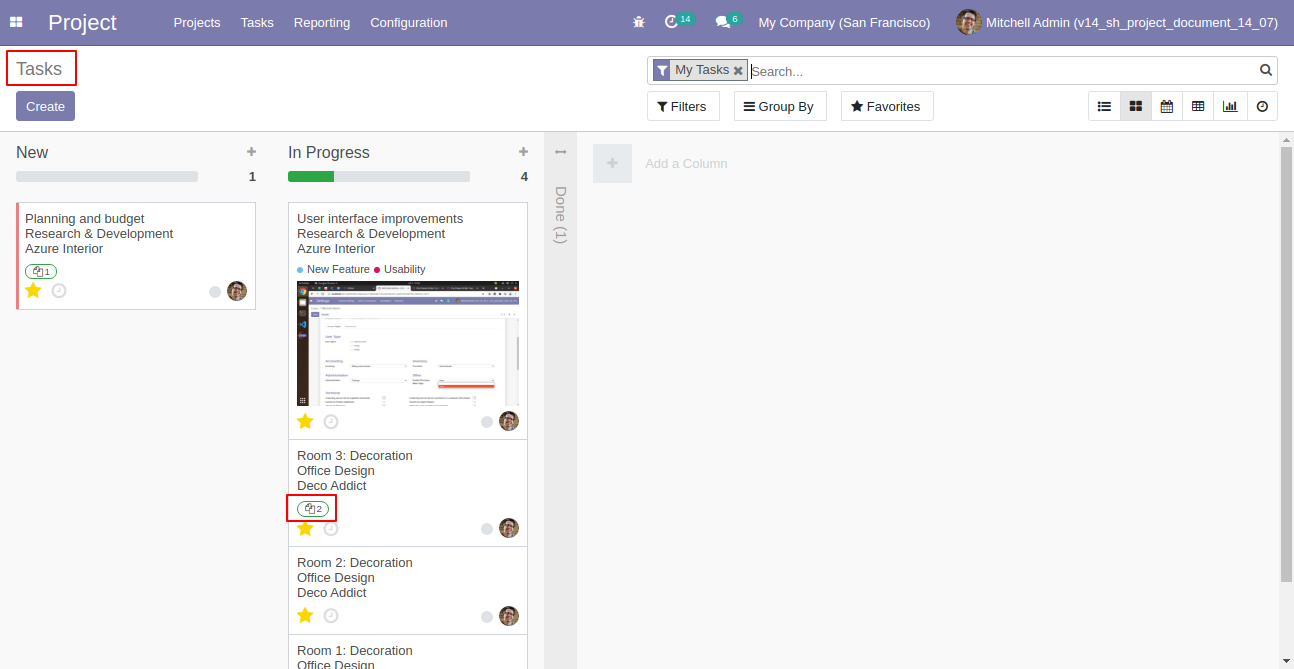 Project Projects Tasks Reporting Configuration 14 6 My Company (San Francisco) Mitchell Admin (v14_sh_project_document_14_07)
Tasks
My Tasks Search...
Create
Filters Group By Favorites
New
1
Planning and budget
Research & Development
Azure Interior
1
In Progress
4
User interface improvements
Research & Development
Azure Interior
New Feature Usability
Room 3: Decoration
Office Design
Deco Addict
2
Room 2: Decoration
Office Design
Deco Addict
Room 1: Decoration
Office Design
Done (1)
Add a Column